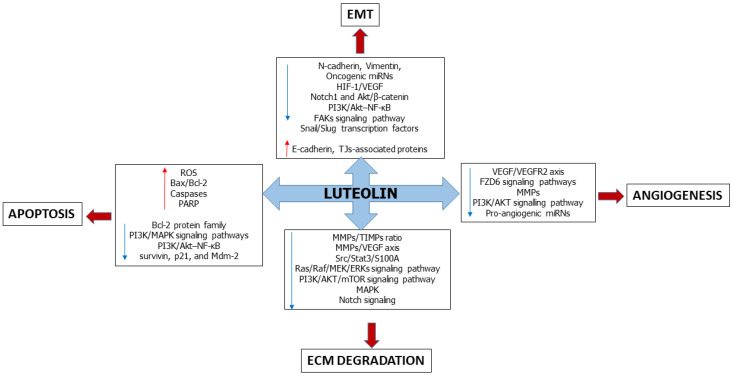 EMT
N-cadherin, Vimentin,
Oncogenic miRNs
HIF-1/VEGF
Notch1 and Akt/β-catenin
PI3K/Akt–NF-κB
FAKs signaling pathway
Snail/Slug transcription factors
E-cadherin, TJs-associated proteins
ROS
Bax/Bcl-2
Caspases
PARP
Bcl-2 protein family
PI3K/MAPK signaling pathways
PI3K/Akt–NF-κB
survivin, p21, and Mdm-2
APOPTOSIS
LUTEOLIN
VEGF/VEGFR2 axis
FZD6 signaling pathways
MMPs
PI3K/AKT signaling pathway
Pro-angiogenic miRNs
ANGIOGENESIS
MMPs/TIMPs ratio
MMPs/VEGF axis
Src/Stat3/S100A
Ras/Raf/MEK/ERKs signaling pathway
PI3K/AKT/mTOR signaling pathway
MAPK
Notch signaling
ECM DEGRADATION